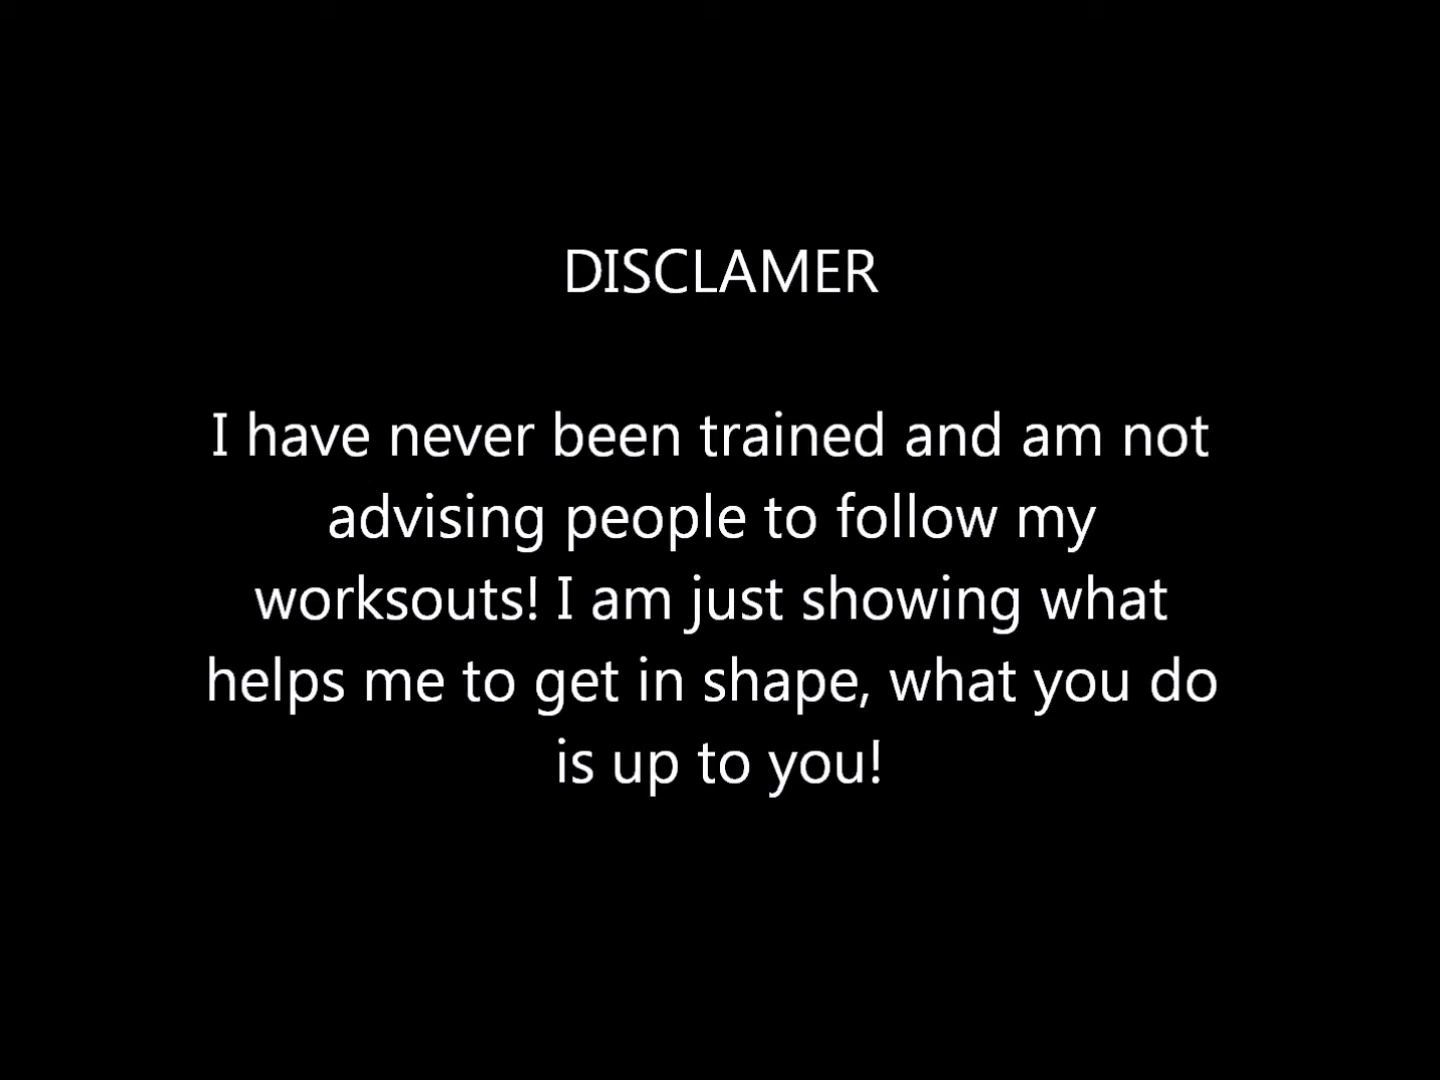 DISCLAMER
I have never been trained and am not
advising people to follow my
worksouts! I am just showing what
helps me to get in shape, what you do
is up to you!